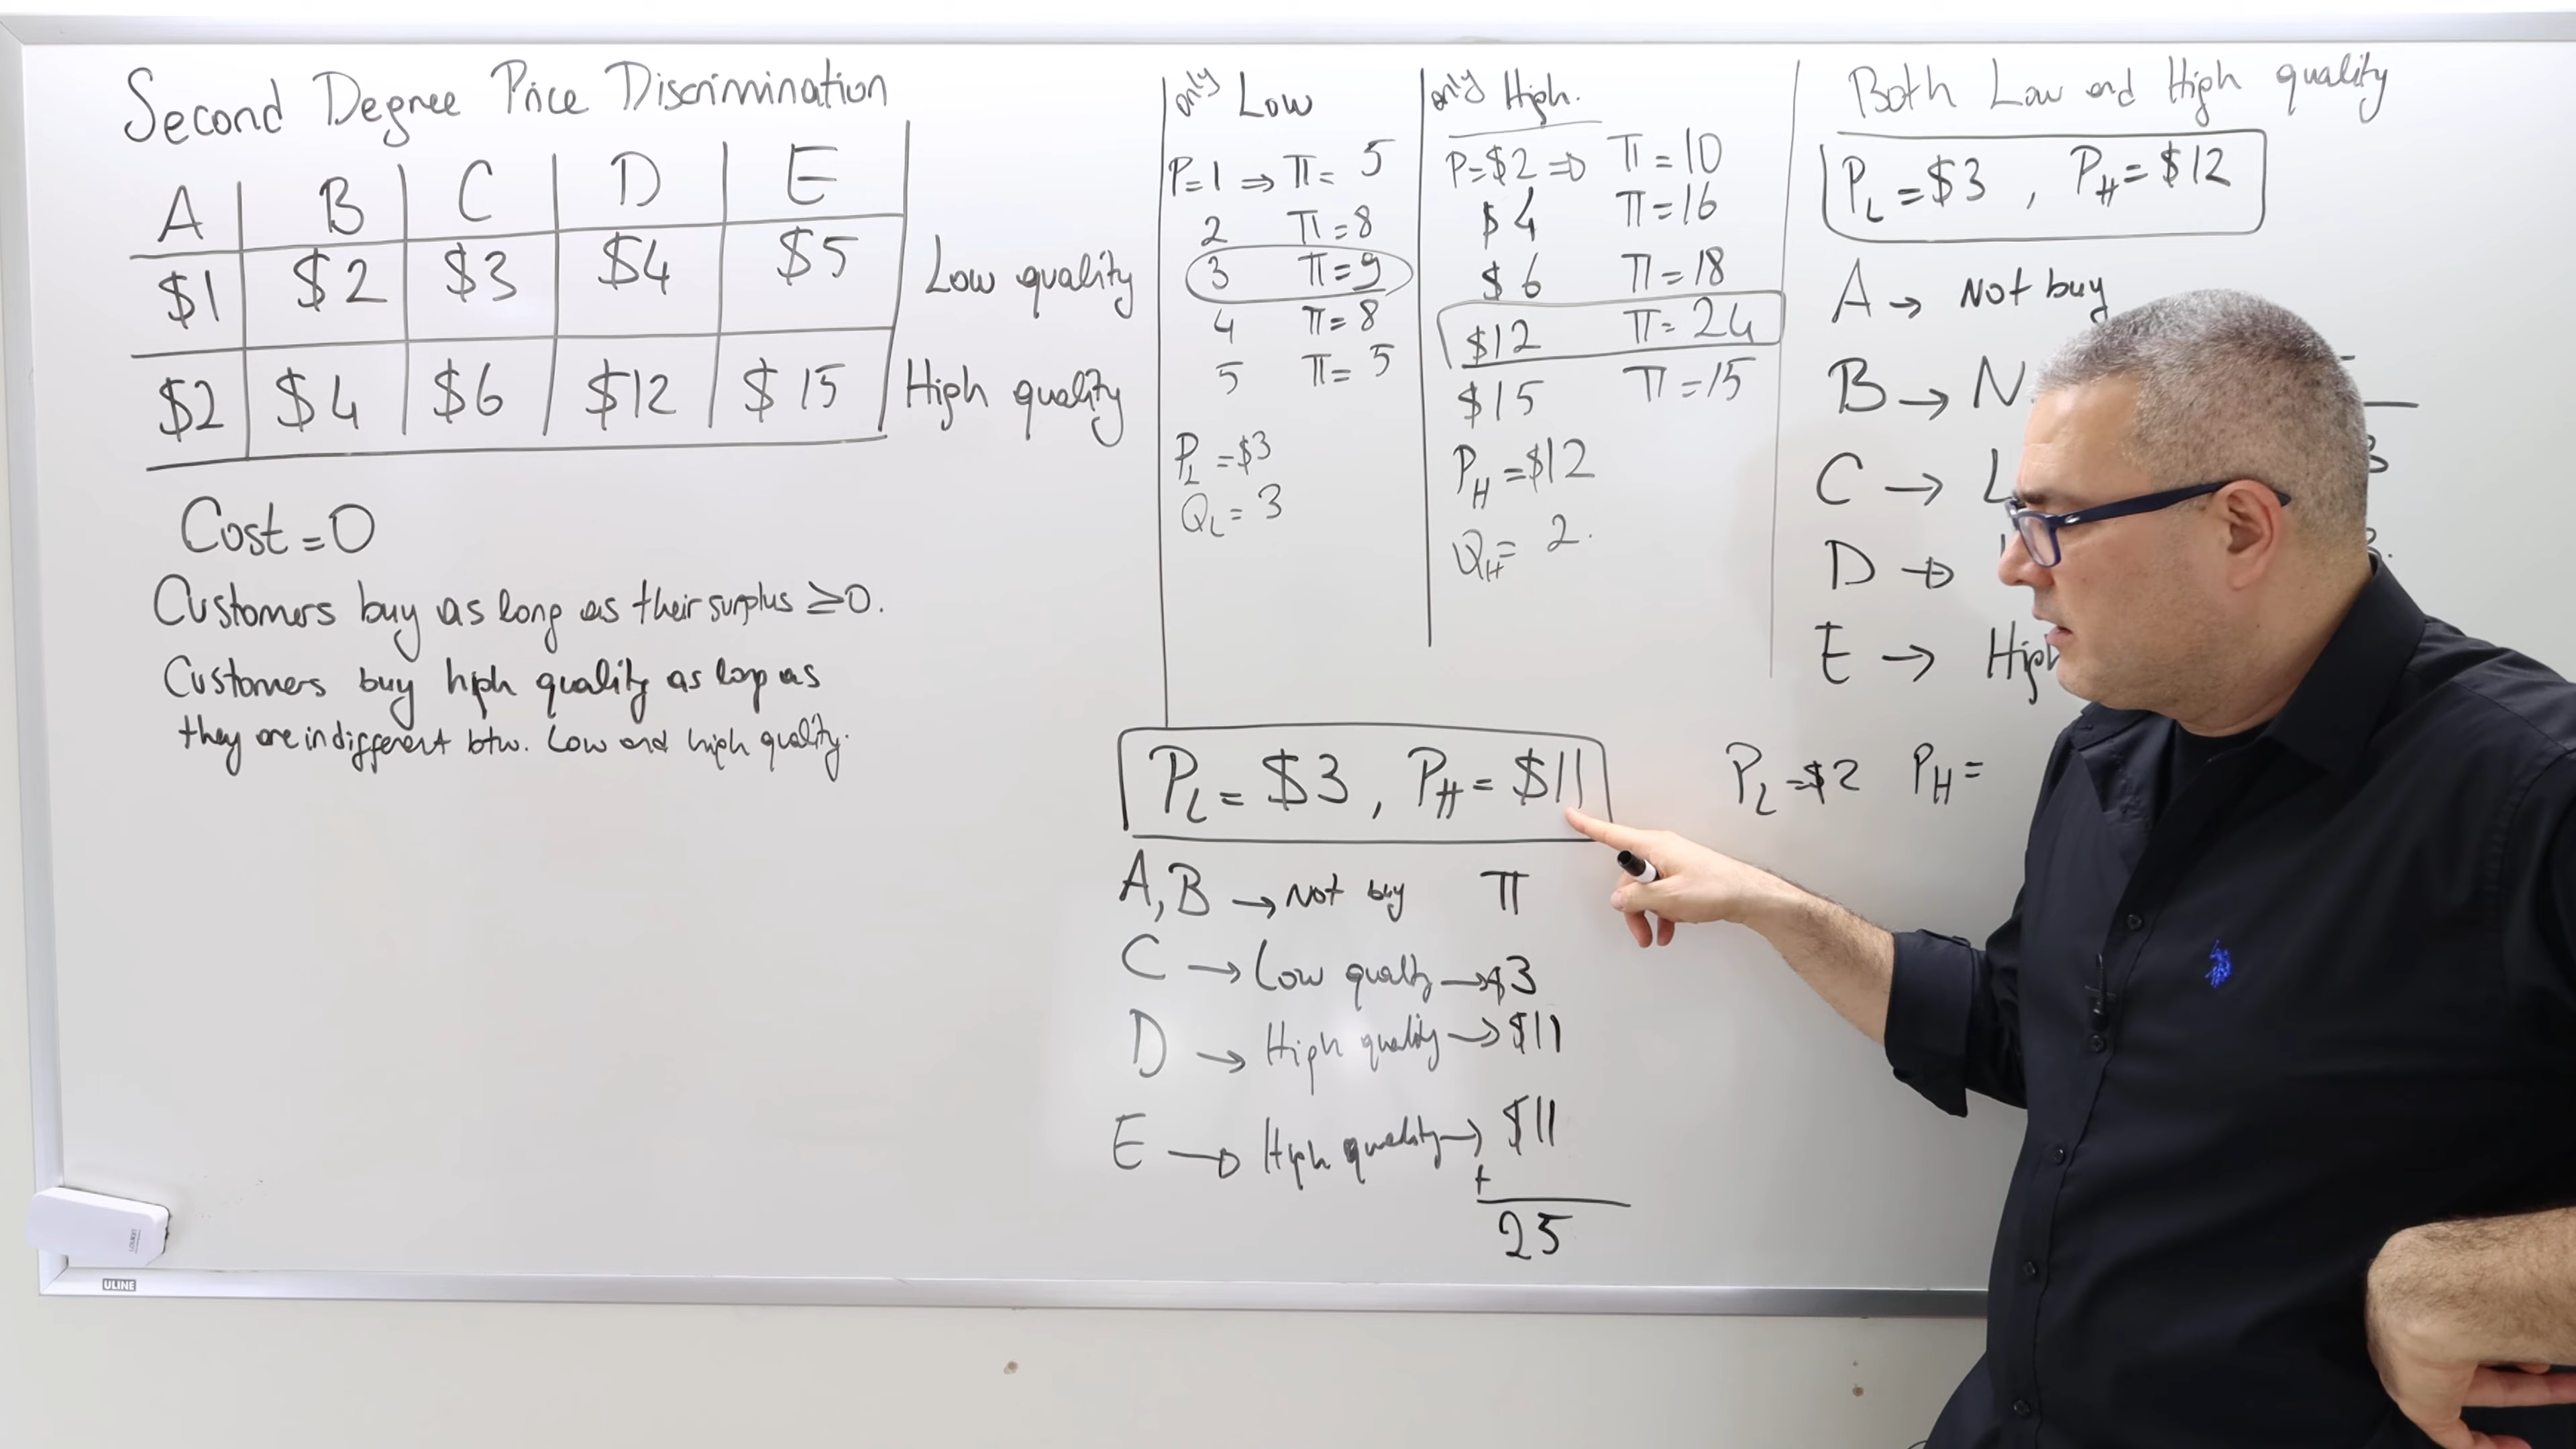 Second Degree Price Discrimination
A B C D E
$1 $2 $3 $4 $5 Low quality
$2 $4 $6 $12 $15 High quality
Cost = 0
Customers buy as long as their surplus ≥0.
Customers buy high quality as long as
they are indifferent btw. Low and high quality.
only Low
P=1 ⇒ π= 5
2 π=8
3 π=9
4 π=8
5 π=5
P_L =$3
Q_L = 3
only High.
P=$2 ⇒ π=10
$4 π=16
$6 π=18
$12 π=24
$15 π=15
P_H =$12
Q_H= 2.
Both Low and High quality
P_L =$3 , P_H=$12
A → Not buy
B → N
C → L
D →
E → High
P_L = $3 , P_H = $11
A, B → Not buy π
C → Low quality → $3
D → High quality → $11
E → High quality → $11
+
25
P_L =$2 P_H =
ULINE